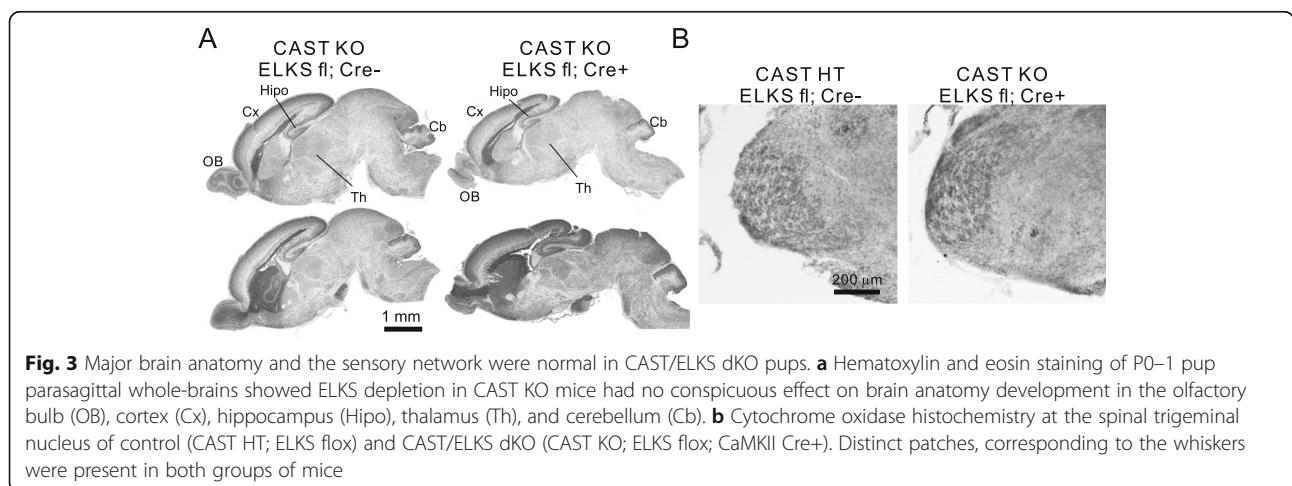 A
CAST KO
ELKS fl; Cre-
Hipo
Cx
Cb
OB
Th
CAST KO
ELKS fl; Cre+
Hipo
Cx
Cb
OB
Th
1 mm
B
CAST HT
ELKS fl; Cre-
200 μm
CAST KO
ELKS fl; Cre+
Fig. 3 Major brain anatomy and the sensory network were normal in CAST/ELKS dKO pups. a Hematoxylin and eosin staining of P0–1 pup
parasagittal whole-brains showed ELKS depletion in CAST KO mice had no conspicuous effect on brain anatomy development in the olfactory
bulb (OB), cortex (Cx), hippocampus (Hipo), thalamus (Th), and cerebellum (Cb). b Cytochrome oxidase histochemistry at the spinal trigeminal
nucleus of control (CAST HT; ELKS flox) and CAST/ELKS dKO (CAST KO; ELKS flox; CaMKII Cre+). Distinct patches, corresponding to the whiskers
were present in both groups of mice